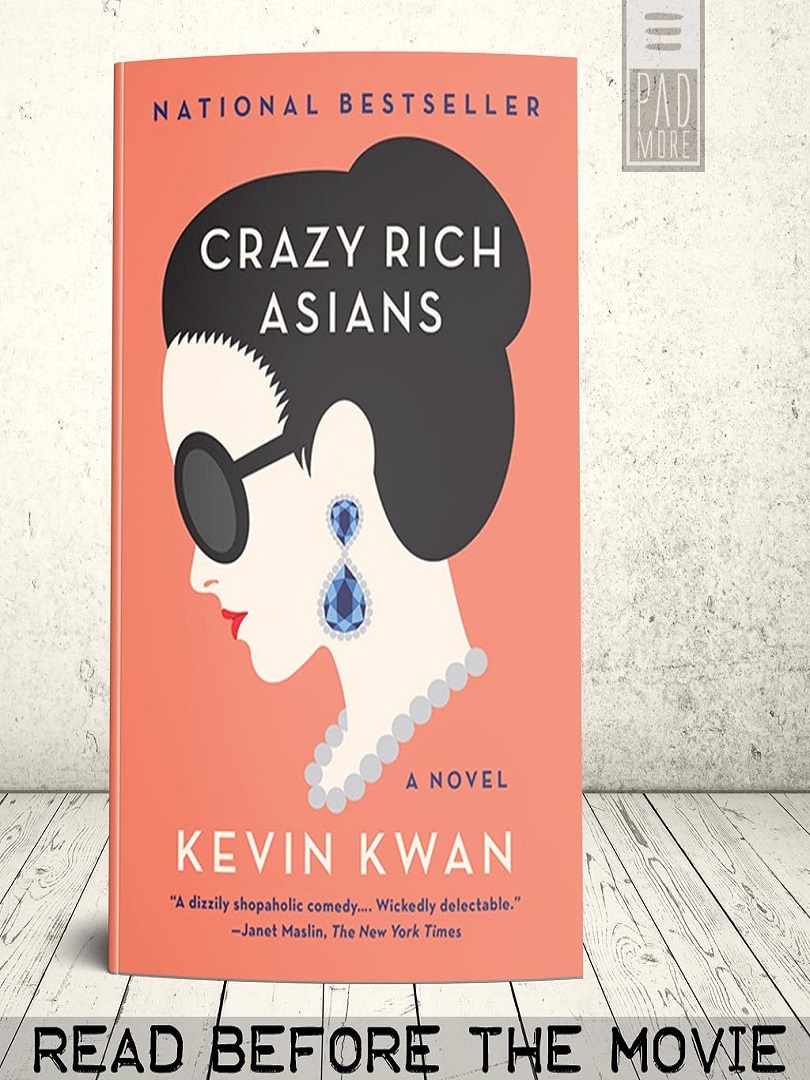 PAD
MORE
NATIONAL BESTSELLER
CRAZY RICH
ASIANS
A NOVEL
KEVIN KWAN
“A dizzily shopaholic comedy.... Wickedly delectable.”
—Janet Maslin, The New York Times
READ BEFORE THE MOVIE